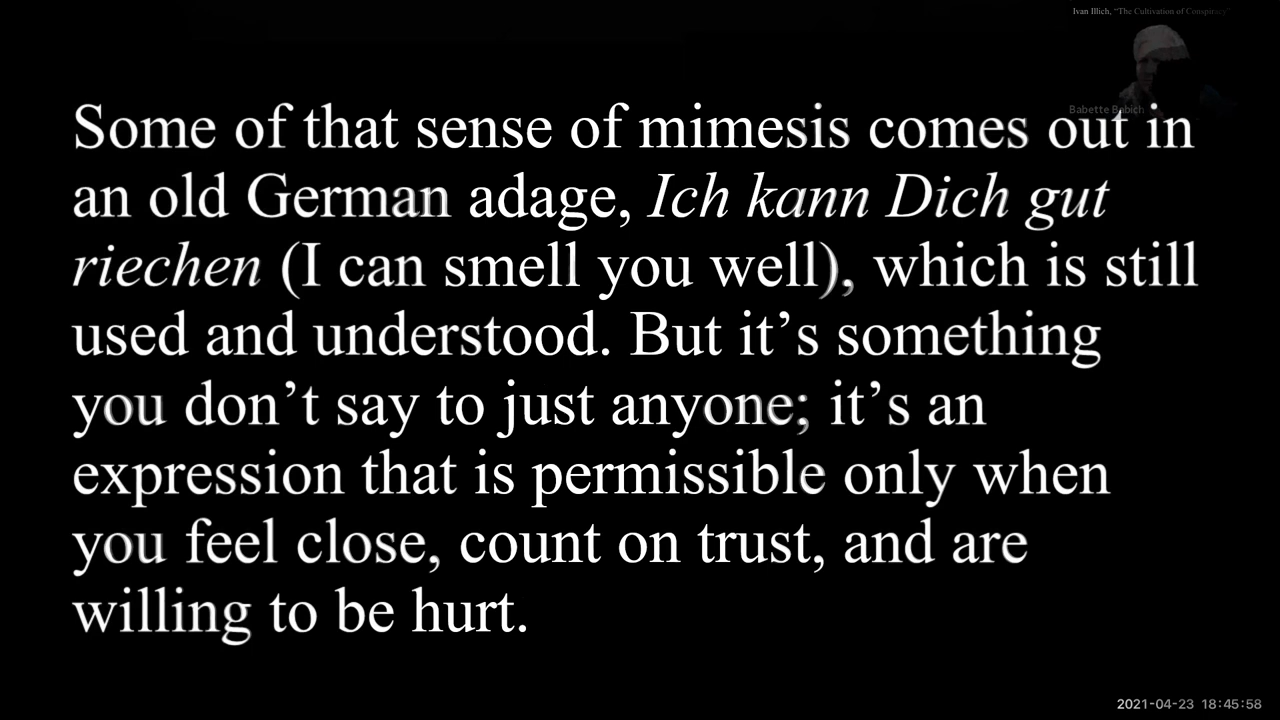 Ivan Illich, “The Cultivation of Conspiracy”
Babette Babich
Some of that sense of mimesis comes out in
an old German adage, Ich kann Dich gut
riechen (I can smell you well), which is still
used and understood. But it’s something
you don’t say to just anyone; it’s an
expression that is permissible only when
you feel close, count on trust, and are
willing to be hurt.
2021-04-23 18:45:58